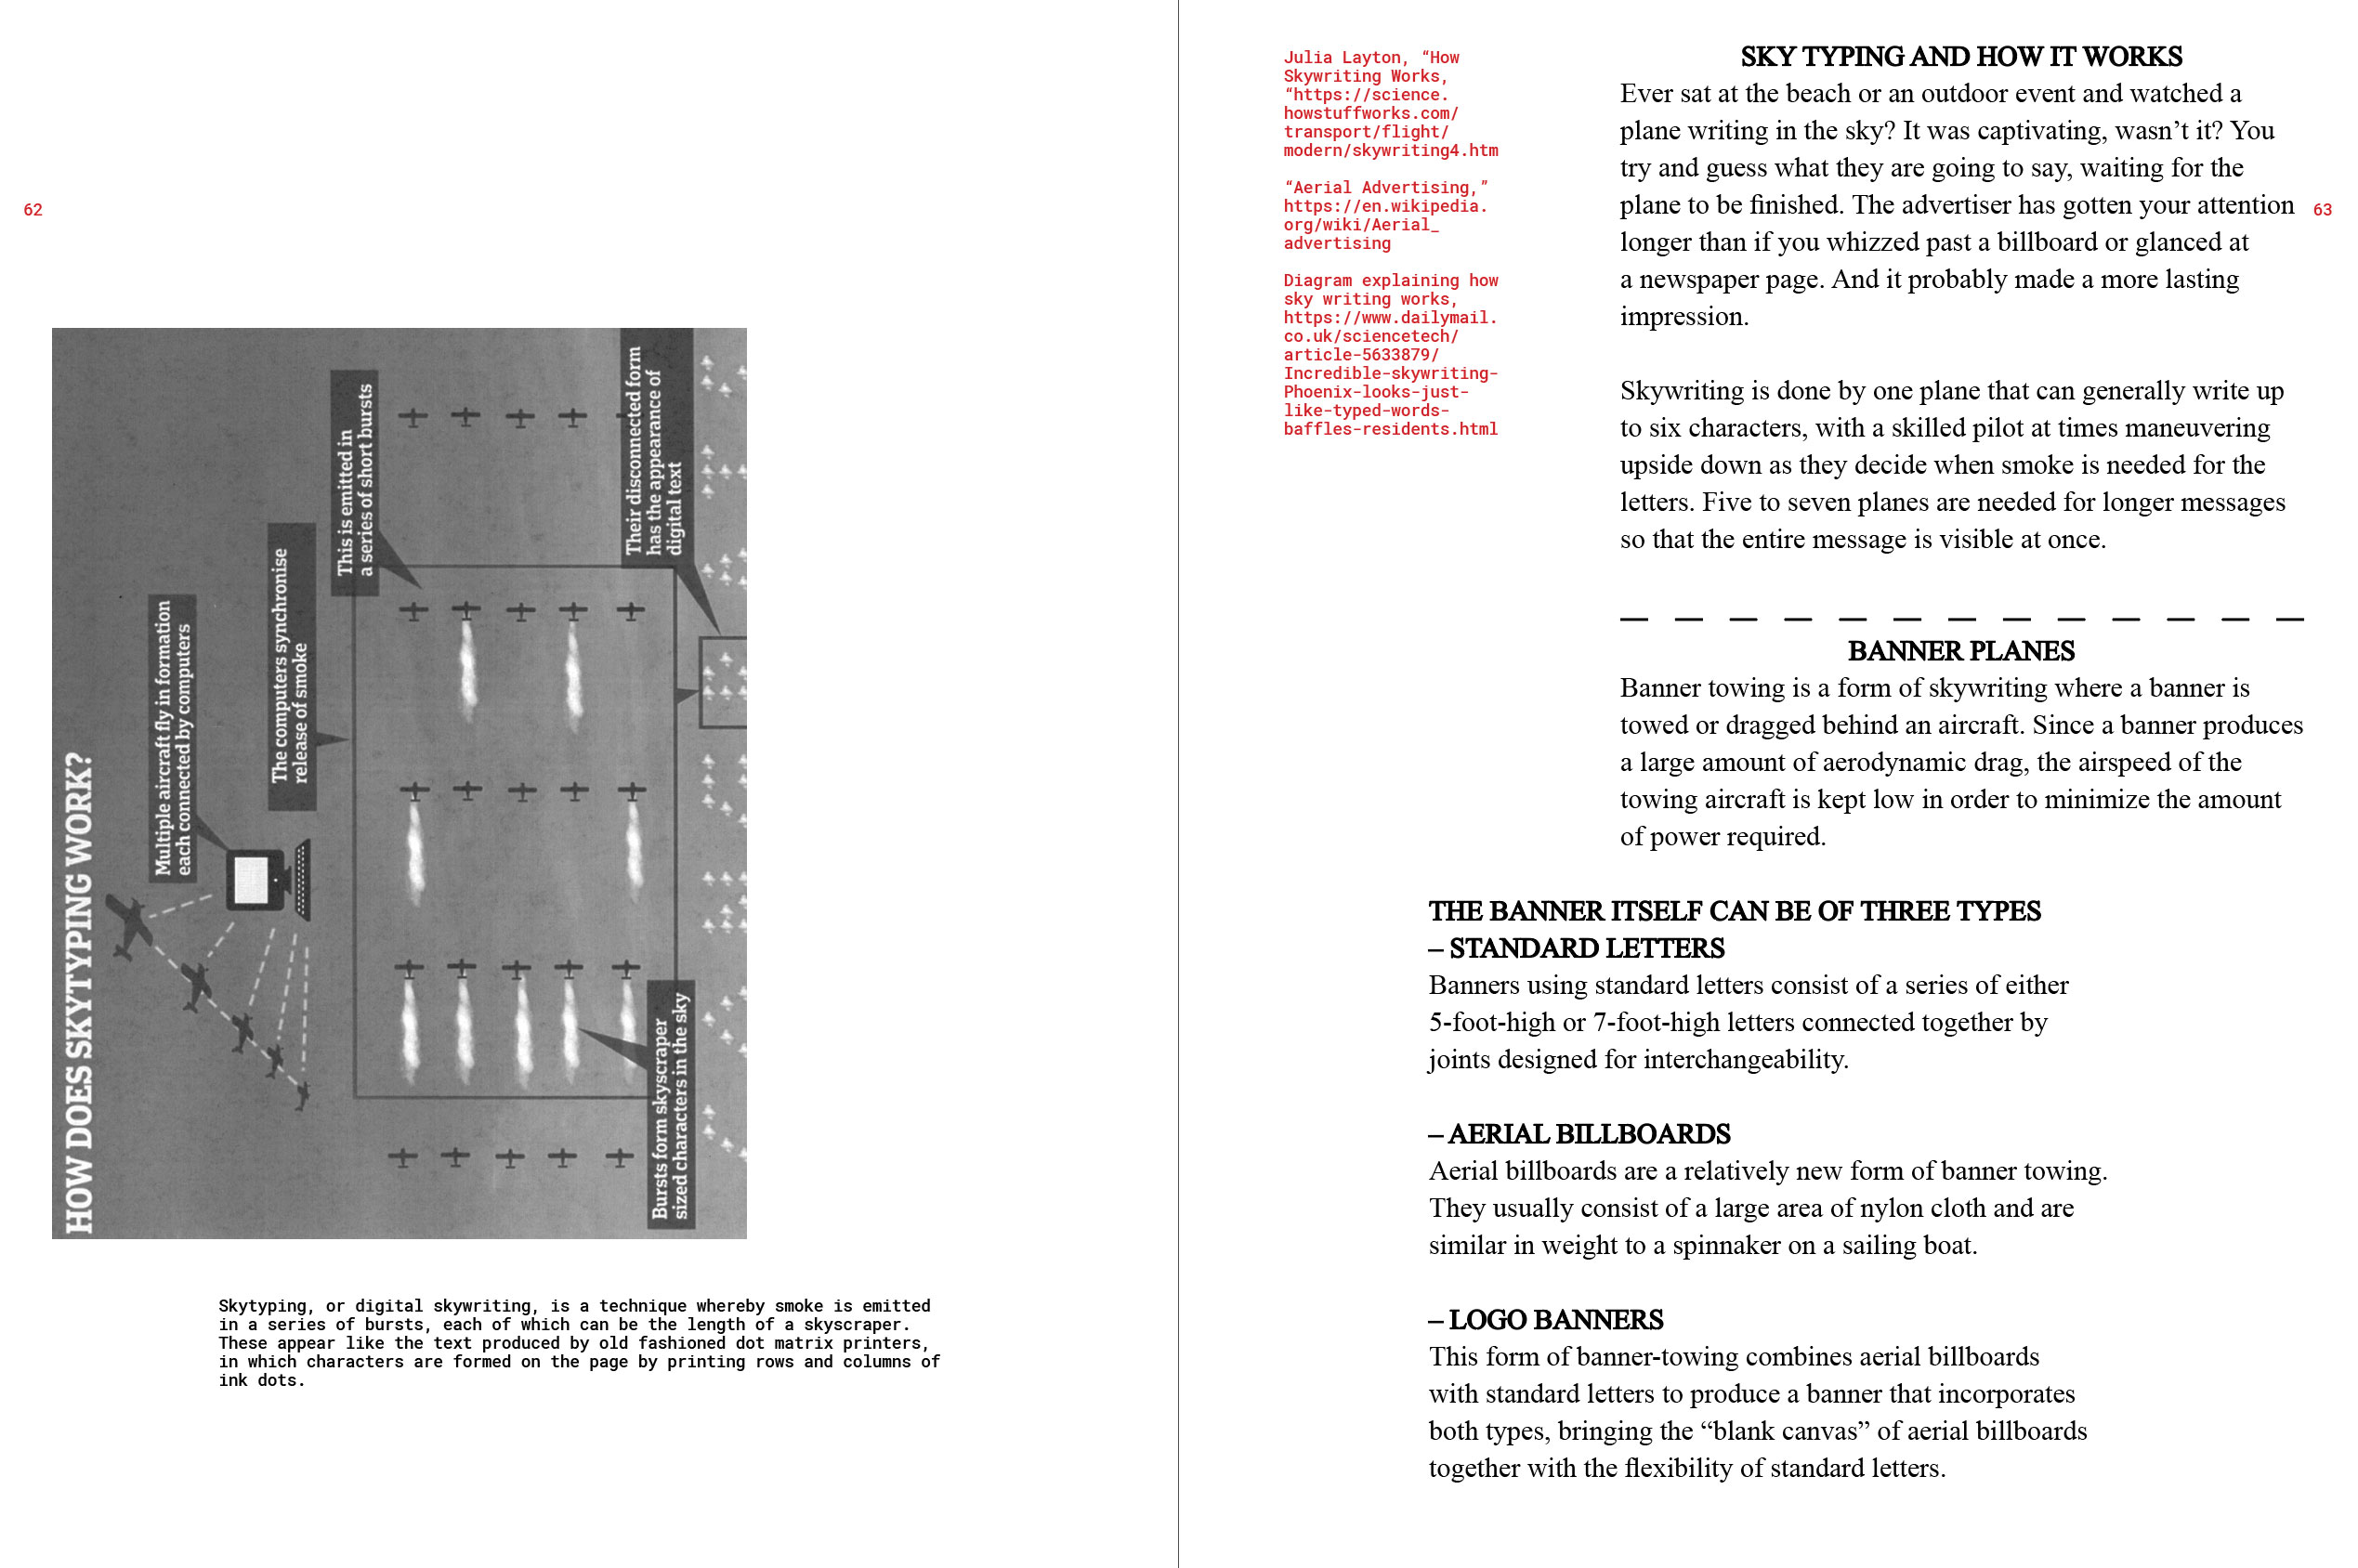 62
HOW DOES SKYTYPING WORK?
Multiple aircraft fly in formation
each connected by computers
The computers synchronise
release of smoke
This is emitted in
a series of short bursts
Their disconnected form
has the appearance of
digital text
Bursts form skyscraper
sized characters in the sky
Skytyping, or digital skywriting, is a technique whereby smoke is emitted
in a series of bursts, each of which can be the length of a skyscraper.
These appear like the text produced by old fashioned dot matrix printers,
in which characters are formed on the page by printing rows and columns of
ink dots.
Julia Layton, “How
Skywriting Works,
“https://science.
howstuffworks.com/
transport/flight/
modern/skywriting4.htm
“Aerial Advertising,”
https://en.wikipedia.
org/wiki/Aerial_
advertising
Diagram explaining how
sky writing works,
https://www.dailymail.
co.uk/sciencetech/
article-5633879/
Incredible-skywriting-
Phoenix-looks-just-
like-typed-words-
baffles-residents.html
SKY TYPING AND HOW IT WORKS
Ever sat at the beach or an outdoor event and watched a
plane writing in the sky? It was captivating, wasn’t it? You
try and guess what they are going to say, waiting for the
plane to be finished. The advertiser has gotten your attention
longer than if you whizzed past a billboard or glanced at
a newspaper page. And it probably made a more lasting
impression.
63
Skywriting is done by one plane that can generally write up
to six characters, with a skilled pilot at times maneuvering
upside down as they decide when smoke is needed for the
letters. Five to seven planes are needed for longer messages
so that the entire message is visible at once.
BANNER PLANES
Banner towing is a form of skywriting where a banner is
towed or dragged behind an aircraft. Since a banner produces
a large amount of aerodynamic drag, the airspeed of the
towing aircraft is kept low in order to minimize the amount
of power required.
THE BANNER ITSELF CAN BE OF THREE TYPES
– STANDARD LETTERS
Banners using standard letters consist of a series of either
5-foot-high or 7-foot-high letters connected together by
joints designed for interchangeability.
– AERIAL BILLBOARDS
Aerial billboards are a relatively new form of banner towing.
They usually consist of a large area of nylon cloth and are
similar in weight to a spinnaker on a sailing boat.
– LOGO BANNERS
This form of banner-towing combines aerial billboards
with standard letters to produce a banner that incorporates
both types, bringing the “blank canvas” of aerial billboards
together with the flexibility of standard letters.